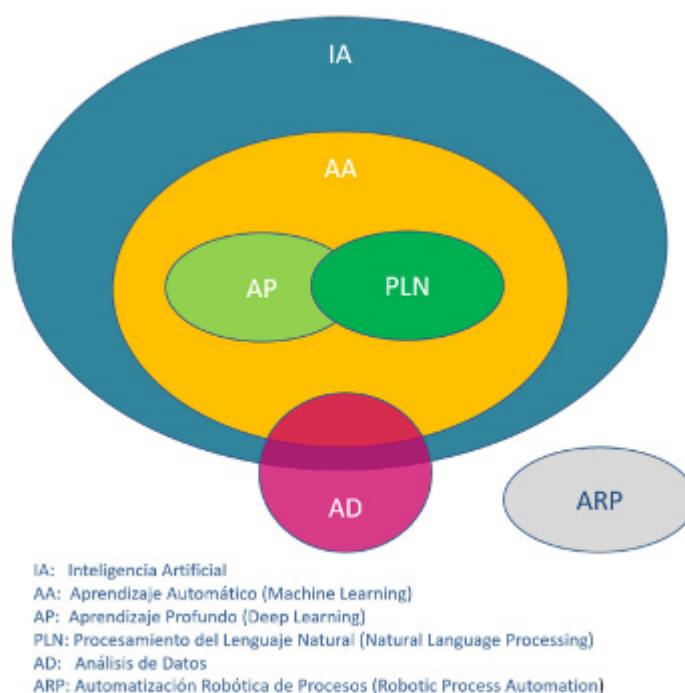 IA
AA
AP
PLN
AD
ARP
IA: Inteligencia Artificial
AA: Aprendizaje Automático (Machine Learning)
AP: Aprendizaje Profundo (Deep Learning)
PLN: Procesamiento del Lenguaje Natural (Natural Language Processing)
AD: Análisis de Datos
ARP: Automatización Robótica de Procesos (Robotic Process Automation)